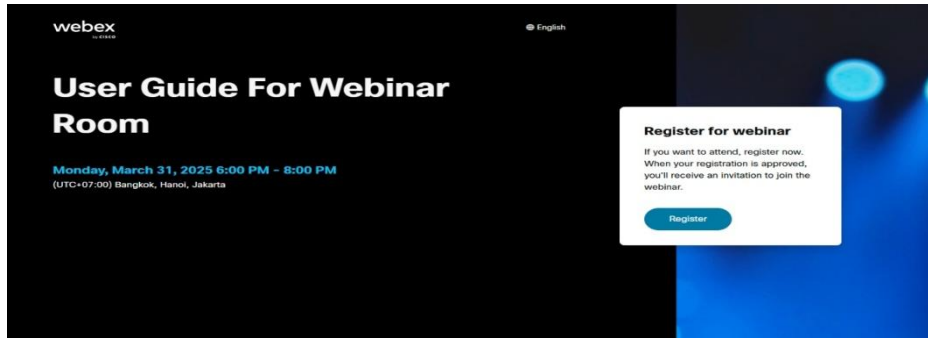 webex
by CISCO
English
User Guide For Webinar
Room
Monday, March 31, 2025 6:00 PM - 8:00 PM
(UTC+07:00) Bangkok, Hanoi, Jakarta
Register for webinar
If you want to attend, register now.
When your registration is approved,
you'll receive an invitation to join the
webinar.
Register